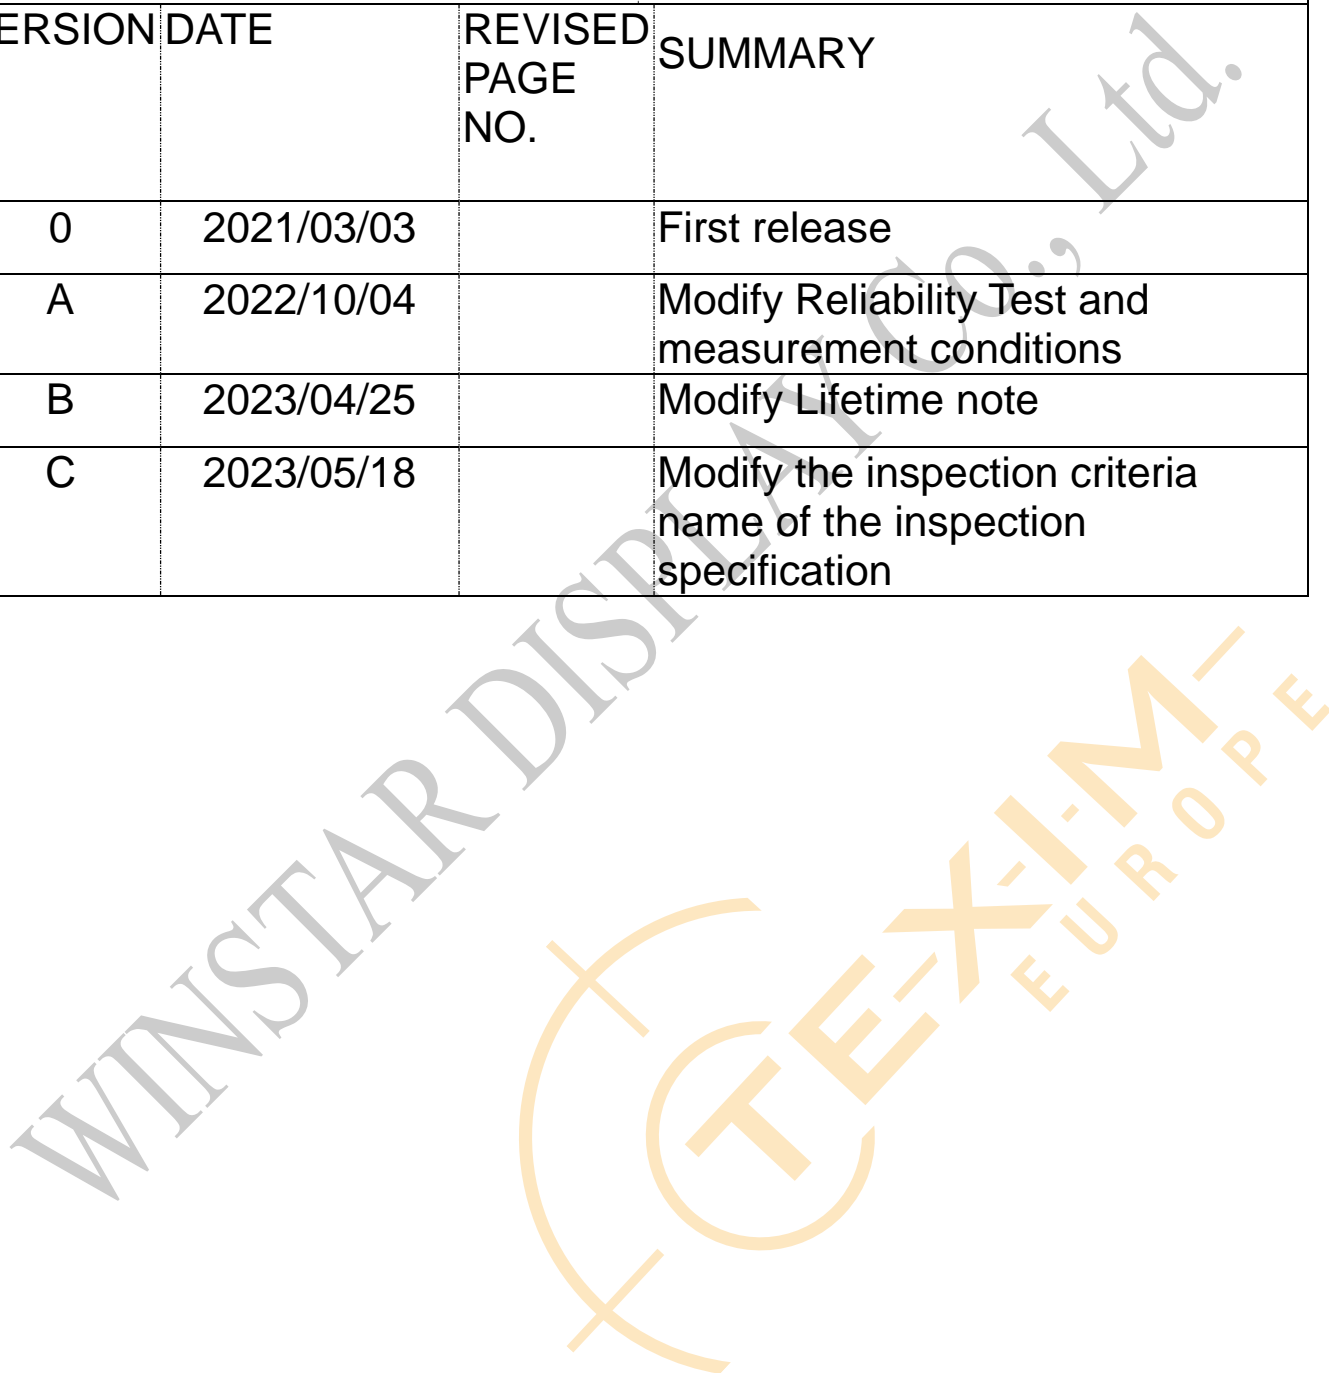 ERSION DATE REVISED PAGE NO. SUMMARY
0 2021/03/03 First release
A 2022/10/04 Modify Reliability Test and
measurement conditions
B 2023/04/25 Modify Lifetime note
C 2023/05/18 Modify the inspection criteria
name of the inspection
specification
WINSTAR DISPLAY Co., Ltd.
TEXIM
EUROPE